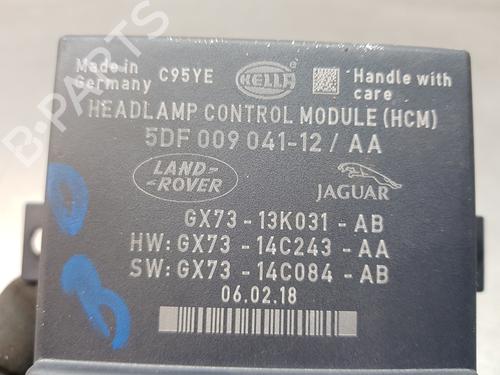 Made in
Germany
C95YE
HELLA
Handle with
care
HEADLAMP CONTROL MODULE (HCM)
5DF 009 041-12 / AA
LAND-
ROVER
JAGUAR
GX73 - 13K031 - AB
HW: GX73 - 14C243 - AA
SW: GX73 - 14C084 - AB
06.02.18
B-PARTS